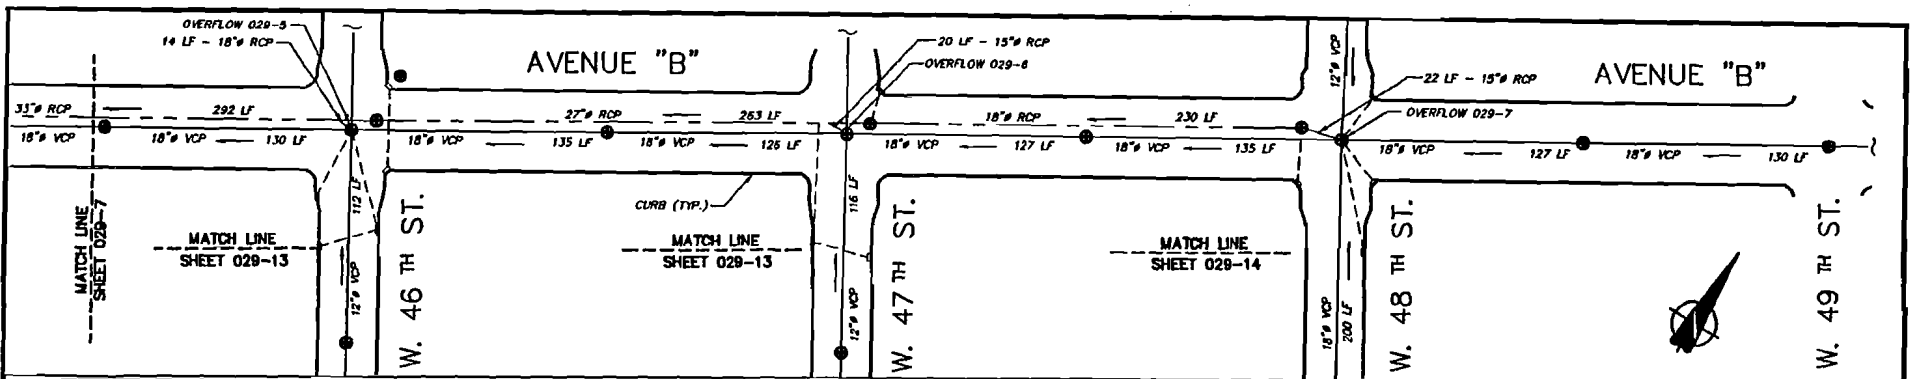 OVERFLOW 029-5
14 LF - 18"ø RCP
AVENUE "B"
20 LF - 15"ø RCP
OVERFLOW 029-6
12"ø VCP
22 LF - 15"ø RCP
OVERFLOW 029-7
AVENUE "B"
33"ø RCP
292 LF
27"ø RCP
263 LF
18"ø RCP
230 LF
18"ø VCP
18"ø VCP
130 LF
18"ø VCP
135 LF
18"ø VCP
126 LF
18"ø VCP
127 LF
18"ø VCP
135 LF
18"ø VCP
127 LF
18"ø VCP
130 LF
112 LF
12"ø VCP
116 LF
12"ø VCP
18"ø VCP
200 LF
CURB (TYP.)
MATCH LINE
SHEET 029-7
MATCH LINE
SHEET 029-13
MATCH LINE
SHEET 029-13
MATCH LINE
SHEET 029-14
W. 46 TH ST.
W. 47 TH ST.
W. 48 TH ST.
W. 49 TH ST.